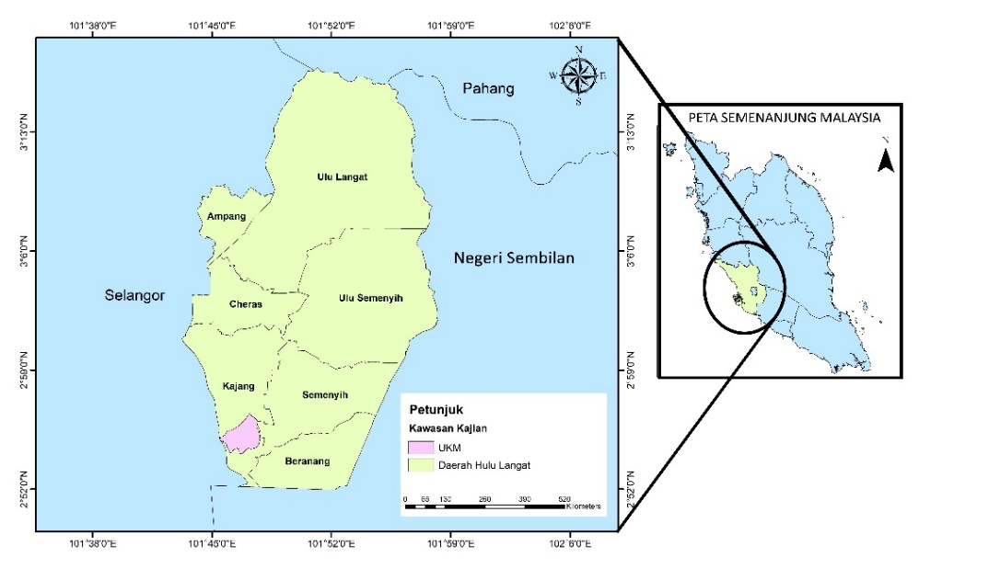 101°38'0"E 101°45'0"E 101°52'0"E 101°59'0"E 102°6'0"E
N
W E
S
Pahang
PETA SEMENANJUNG MALAYSIA
N
3°13'0"N 3°13'0"N
Ulu Langat
Ampang
3°6'0"N 3°6'0"N
Negeri Sembilan
Selangor
Cheras
Ulu Semenyih
2°59'0"N 2°59'0"N
Kajang
Semenyih
Petunjuk
Kawasan Kajian
UKM
Beranang
Daerah Hulu Langat
2°52'0"N 2°52'0"N
0 65 130 260 390 520
Kilometers
101°38'0"E 101°45'0"E 101°52'0"E 101°59'0"E 102°6'0"E